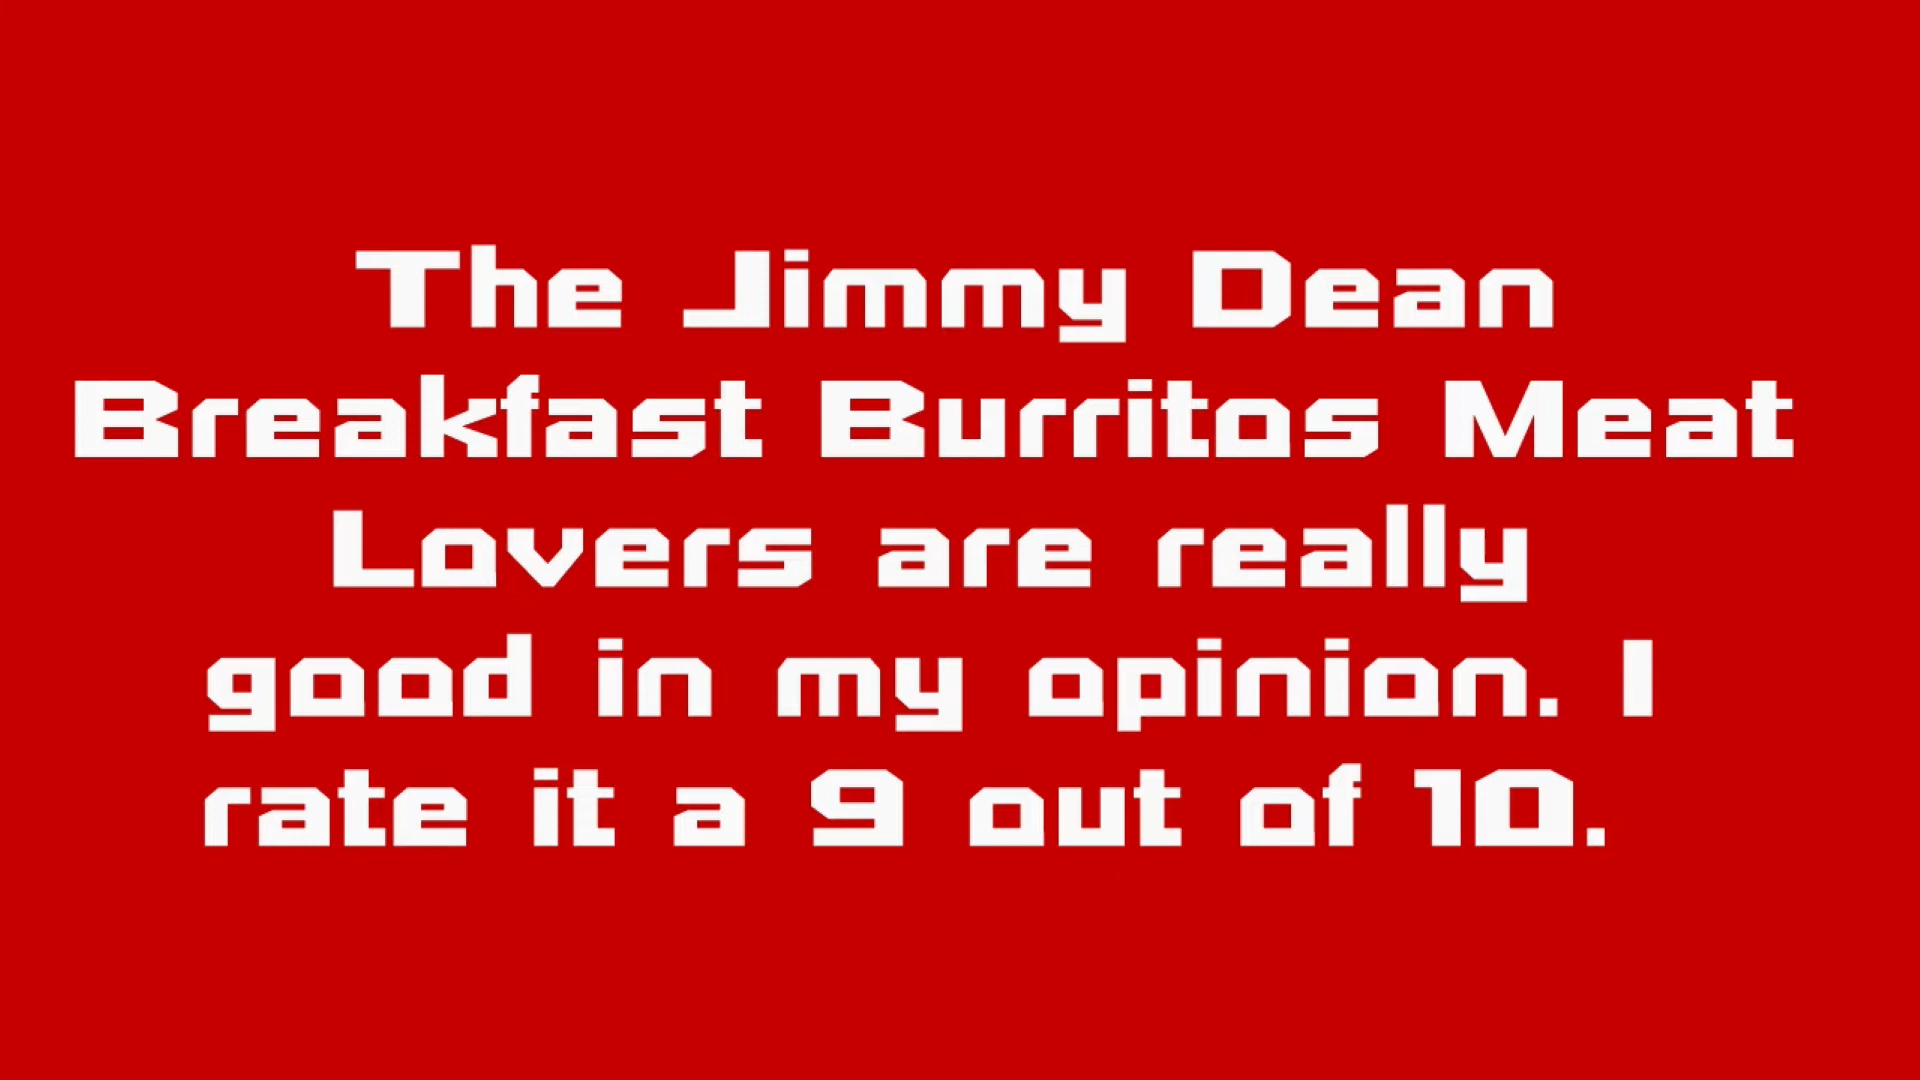 The Jimmy Dean
Breakfast Burritos Meat
Lovers are really
good in my opinion. I
rate it a 9 out of 10.